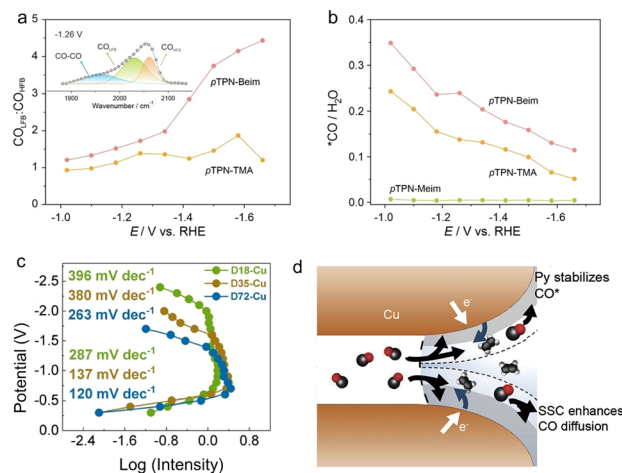 a
CO_LFB:CO_HFB
5
4
3
2
1
0
-1.26 V
CO-CO
CO_LFB
CO_HFB
1900
2000
2100
Wavenumber / cm⁻¹
pTPN-Beim
pTPN-TMA
-1.0
-1.2
-1.4
-1.6
E / V vs. RHE
b
*CO / H₂O
0.4
0.3
0.2
0.1
0.0
pTPN-Beim
pTPN-TMA
pTPN-Meim
-1.0
-1.2
-1.4
-1.6
E / V vs. RHE
c
Potential (V)
-2.5
-2.0
-1.5
-1.0
-0.5
0.0
396 mV dec⁻¹
380 mV dec⁻¹
263 mV dec⁻¹
D18-Cu
D35-Cu
D72-Cu
287 mV dec⁻¹
137 mV dec⁻¹
120 mV dec⁻¹
-2.4
-1.6
-0.8
0.0
0.8
Log (Intensity)
d
Cu
e⁻
Py stabilizes
CO*
e⁻
SSC enhances
CO diffusion